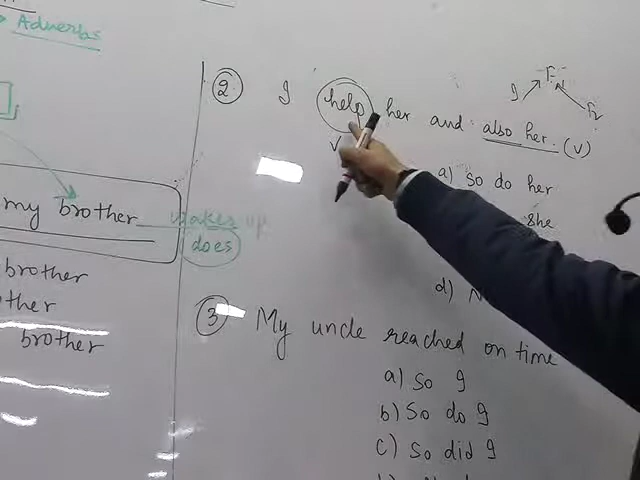 Adverbs
my brother wakes up
does
brother
brother
② I help her and also her. (v)
v
I F F2
a) so do her
she
d) N
③ My uncle reached on time
a) so I
b) So do I
c) So did I